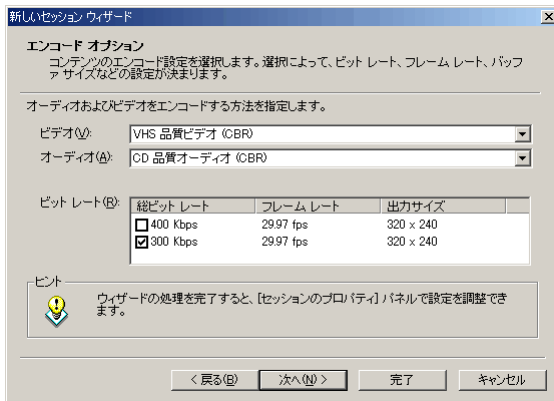 新しいセッション ウィザード
エンコード オプション
コンテンツのエンコード設定を選択します。選択によって、ビット レート、フレーム レート、バッフ
ァ サイズなどの設定が決まります。
オーディオおよびビデオをエンコードする方法を指定します。
ビデオ(V): VHS 品質ビデオ (CBR)
オーディオ(A): CD 品質オーディオ (CBR)
ビット レート(R): 総ビット レート フレーム レート 出力サイズ
400 Kbps 29.97 fps 320 x 240
300 Kbps 29.97 fps 320 x 240
ヒント
ウィザードの処理を完了すると、[セッションのプロパティ] パネルで設定を調整でき
ます。
< 戻る(B) 次へ(N) > 完了 キャンセル